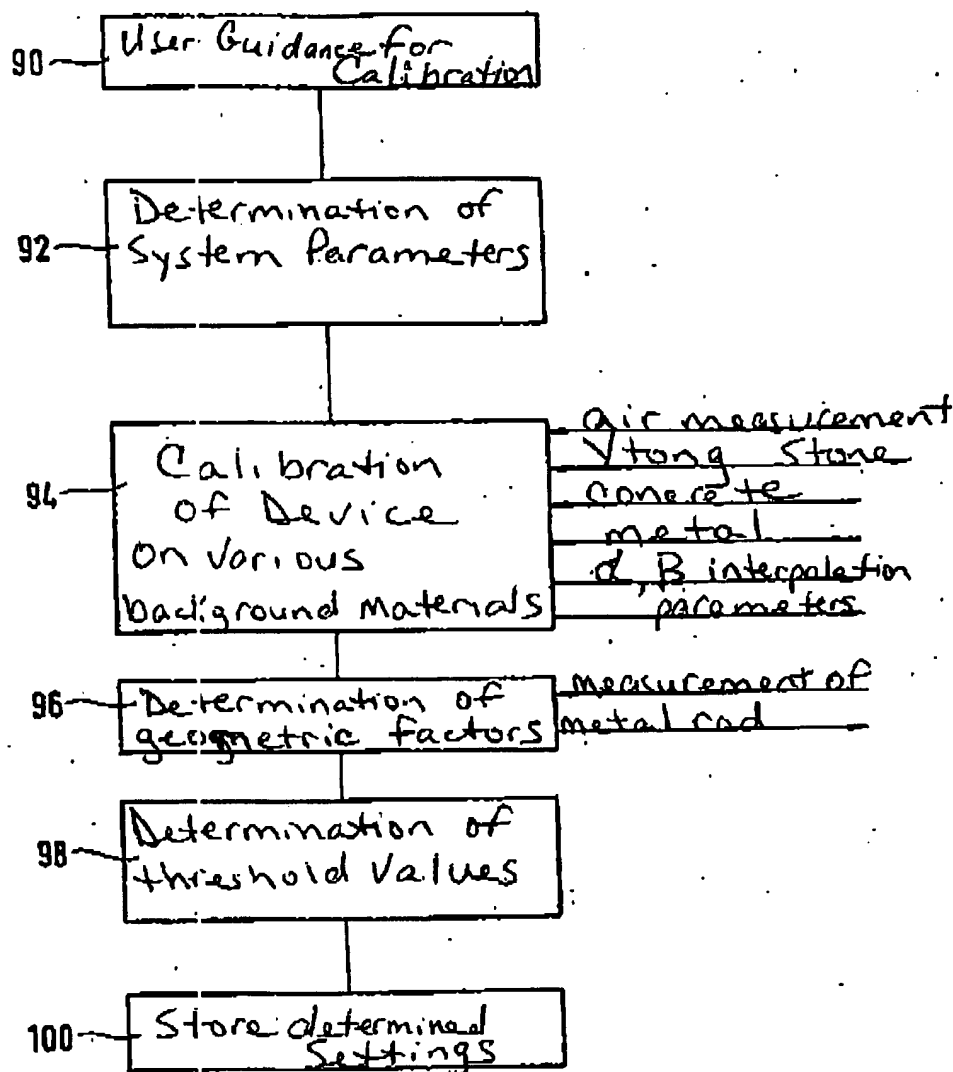 90
User Guidance for
Calibration
92
Determination of
System Parameters
94
Calibration
of Device
on various
background materials
air measurement
Ytong Stone
concrete
metal
α, B interpolation
parameters
96
Determination of
geometric factors
measurement of
metal rod
98
Determination of
threshold values
100
Store determined
Settings